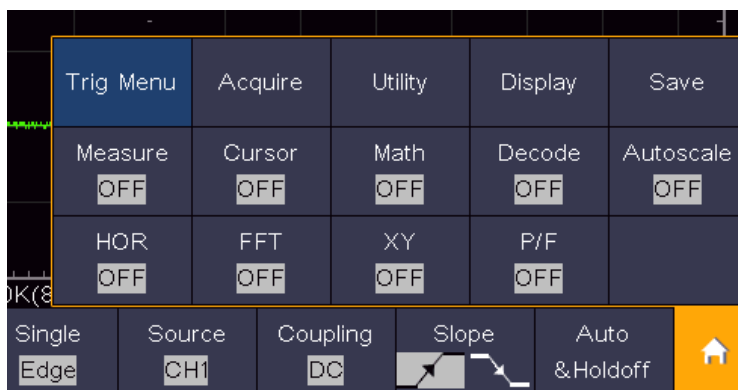 Trig Menu Acquire Utility Display Save
Measure Cursor Math Decode Autoscale
OFF OFF OFF OFF OFF
HOR FFT XY P/F
OFF OFF OFF OFF
K(8
Single Source Coupling Slope Auto
Edge CH1 DC &Holdoff